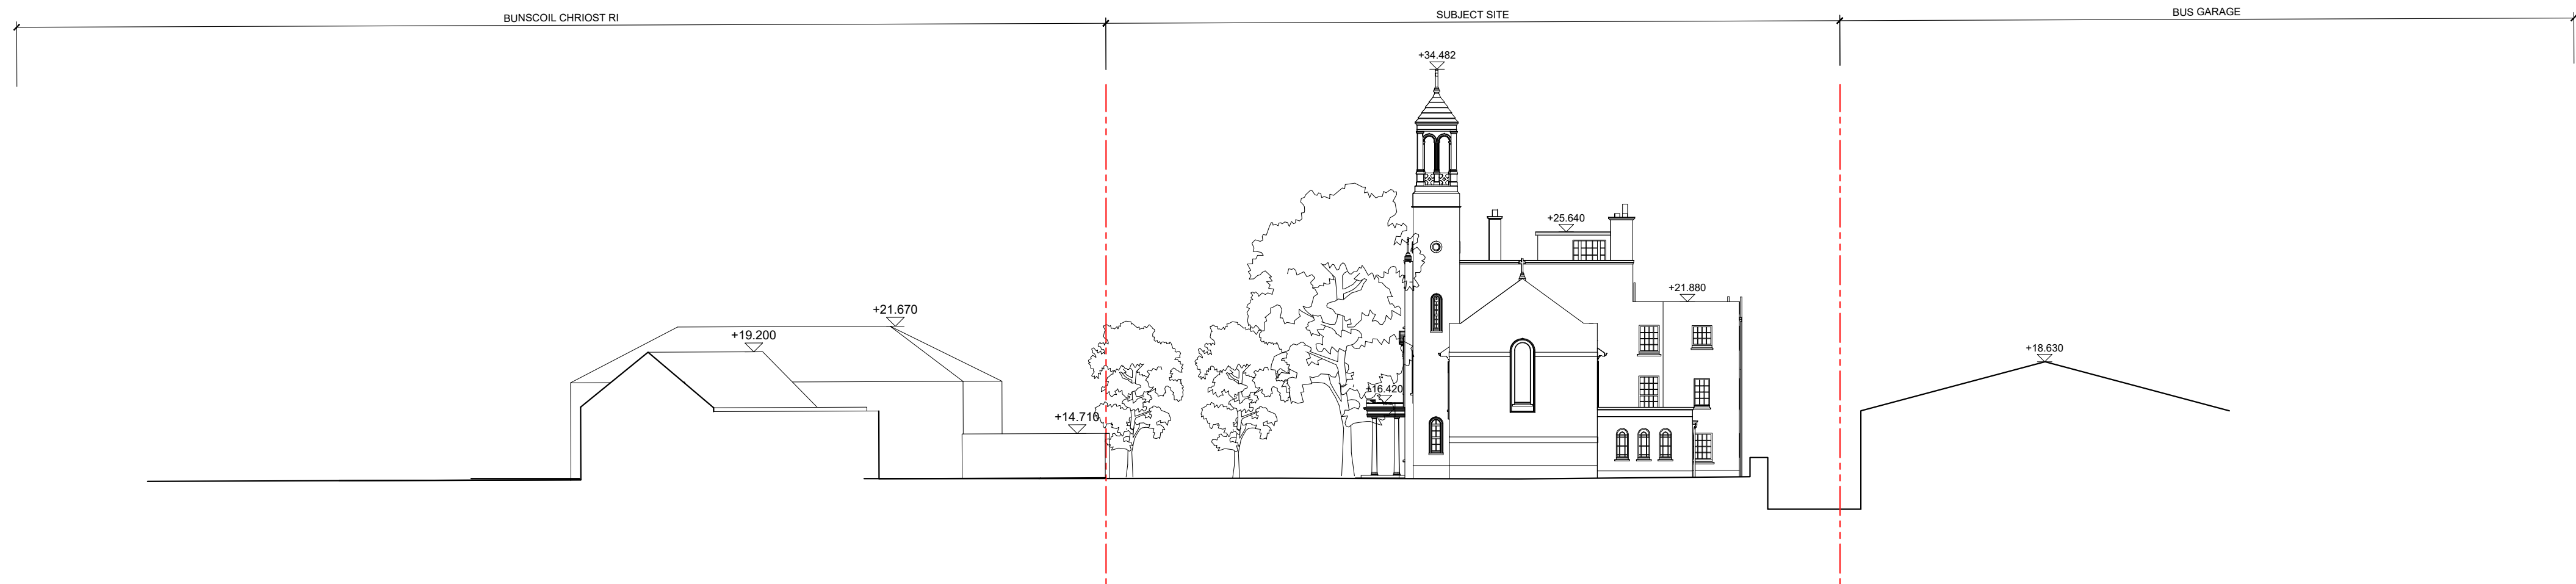 BUNSCOIL CHRIOST RI
SUBJECT SITE
BUS GARAGE
+34.482
+25.640
+21.880
+21.670
+19.200
+18.630
+16.420
+14.710